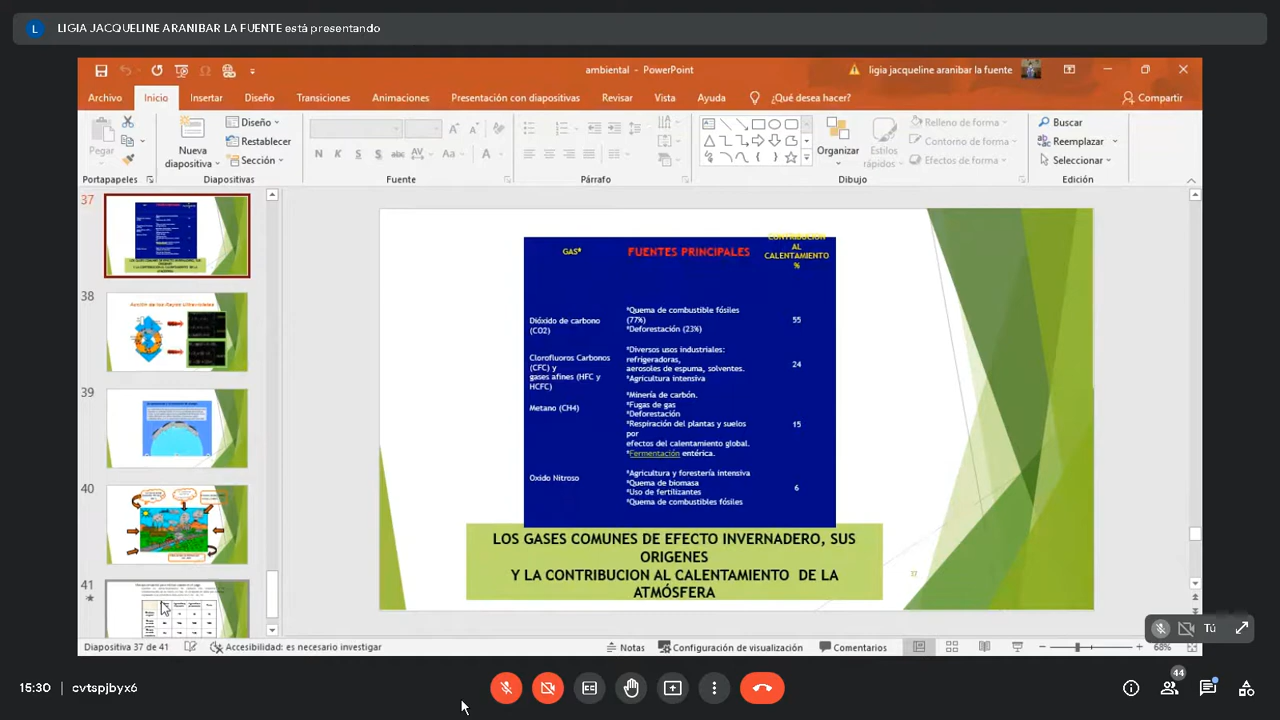 L LIGIA JACQUELINE ARANIBAR LA FUENTE está presentando
ambiental - PowerPoint
ligia jacqueline aranibar la fuente
Archivo Inicio Insertar Diseño Transiciones Animaciones Presentación con diapositivas Revisar Vista Ayuda ¿Qué desea hacer? Compartir
Pegar
Portapapeles
Nueva
diapositiva
Diseño
Restablecer
Sección
Diapositivas
N K S S abc AV Aa A
Fuente
Párrafo
Organizar
Estilos
rápidos
Relleno de forma
Contorno de forma
Efectos de forma
Dibujo
Buscar
Reemplazar
Seleccionar
Edición
37
38
Acción de los Rayos Ultravioletas
39
40
41
GAS*
FUENTES PRINCIPALES
CONTRIBUCION
AL
CALENTAMIENTO
%
Dióxido de carbono
(CO2)
*Quema de combustible fósiles
(77%)
*Deforestación (23%)
55
Clorofluoros Carbonos
(CFC) y
gases afines (HFC y
HCFC)
*Diversos usos industriales:
refrigeradoras,
aerosoles de espuma, solventes.
*Agricultura intensiva
24
Metano (CH4)
*Minería de carbón.
*Fugas de gas
*Deforestación
*Respiración del plantas y suelos
por
efectos del calentamiento global.
*Fermentación entérica.
15
Oxido Nitroso
*Agricultura y forestería intensiva
*Quema de biomasa
*Uso de fertilizantes
*Quema de combustibles fósiles
6
LOS GASES COMUNES DE EFECTO INVERNADERO, SUS
ORIGENES
Y LA CONTRIBUCION AL CALENTAMIENTO DE LA
ATMÓSFERA
37
Tú
Diapositiva 37 de 41 Accesibilidad: es necesario investigar Notas Configuración de visualización Comentarios 68%
15:30 | cvtspjbyx6
44